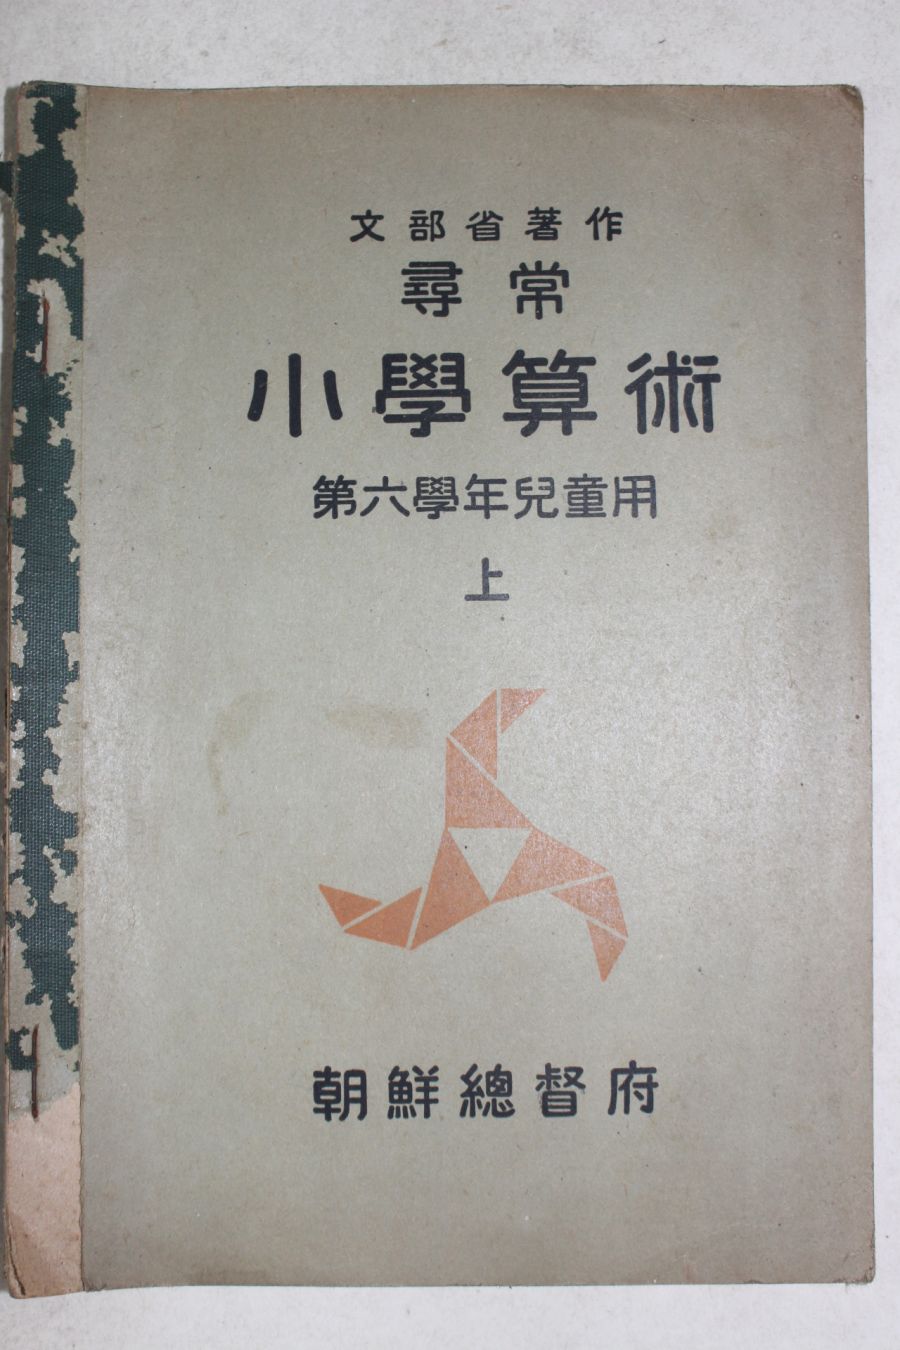 文部省著作
尋常
小學算術
第六學年兒童用
上
朝鮮總督府